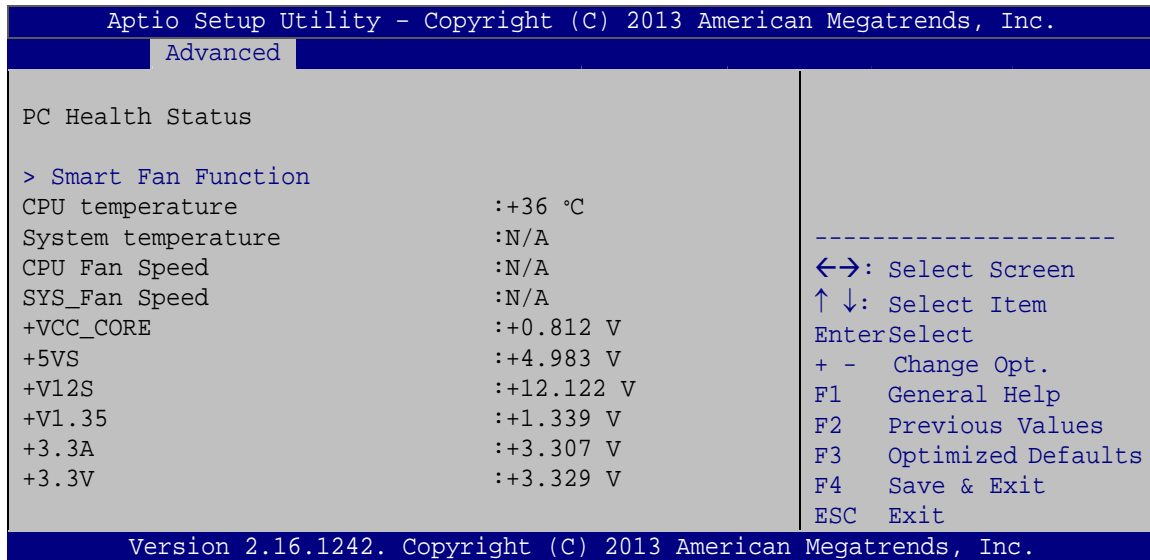 Aptio Setup Utility – Copyright (C) 2013 American Megatrends, Inc.
Advanced
PC Health Status
> Smart Fan Function
CPU temperature :+36 ℃
System temperature :N/A
CPU Fan Speed :N/A
SYS_Fan Speed :N/A
+VCC_CORE :+0.812 V
+5VS :+4.983 V
+V12S :+12.122 V
+V1.35 :+1.339 V
+3.3A :+3.307 V
+3.3V :+3.329 V
---------------------
←→: Select Screen
↑ ↓: Select Item
EnterSelect
+ - Change Opt.
F1 General Help
F2 Previous Values
F3 Optimized Defaults
F4 Save & Exit
ESC Exit
Version 2.16.1242. Copyright (C) 2013 American Megatrends, Inc.